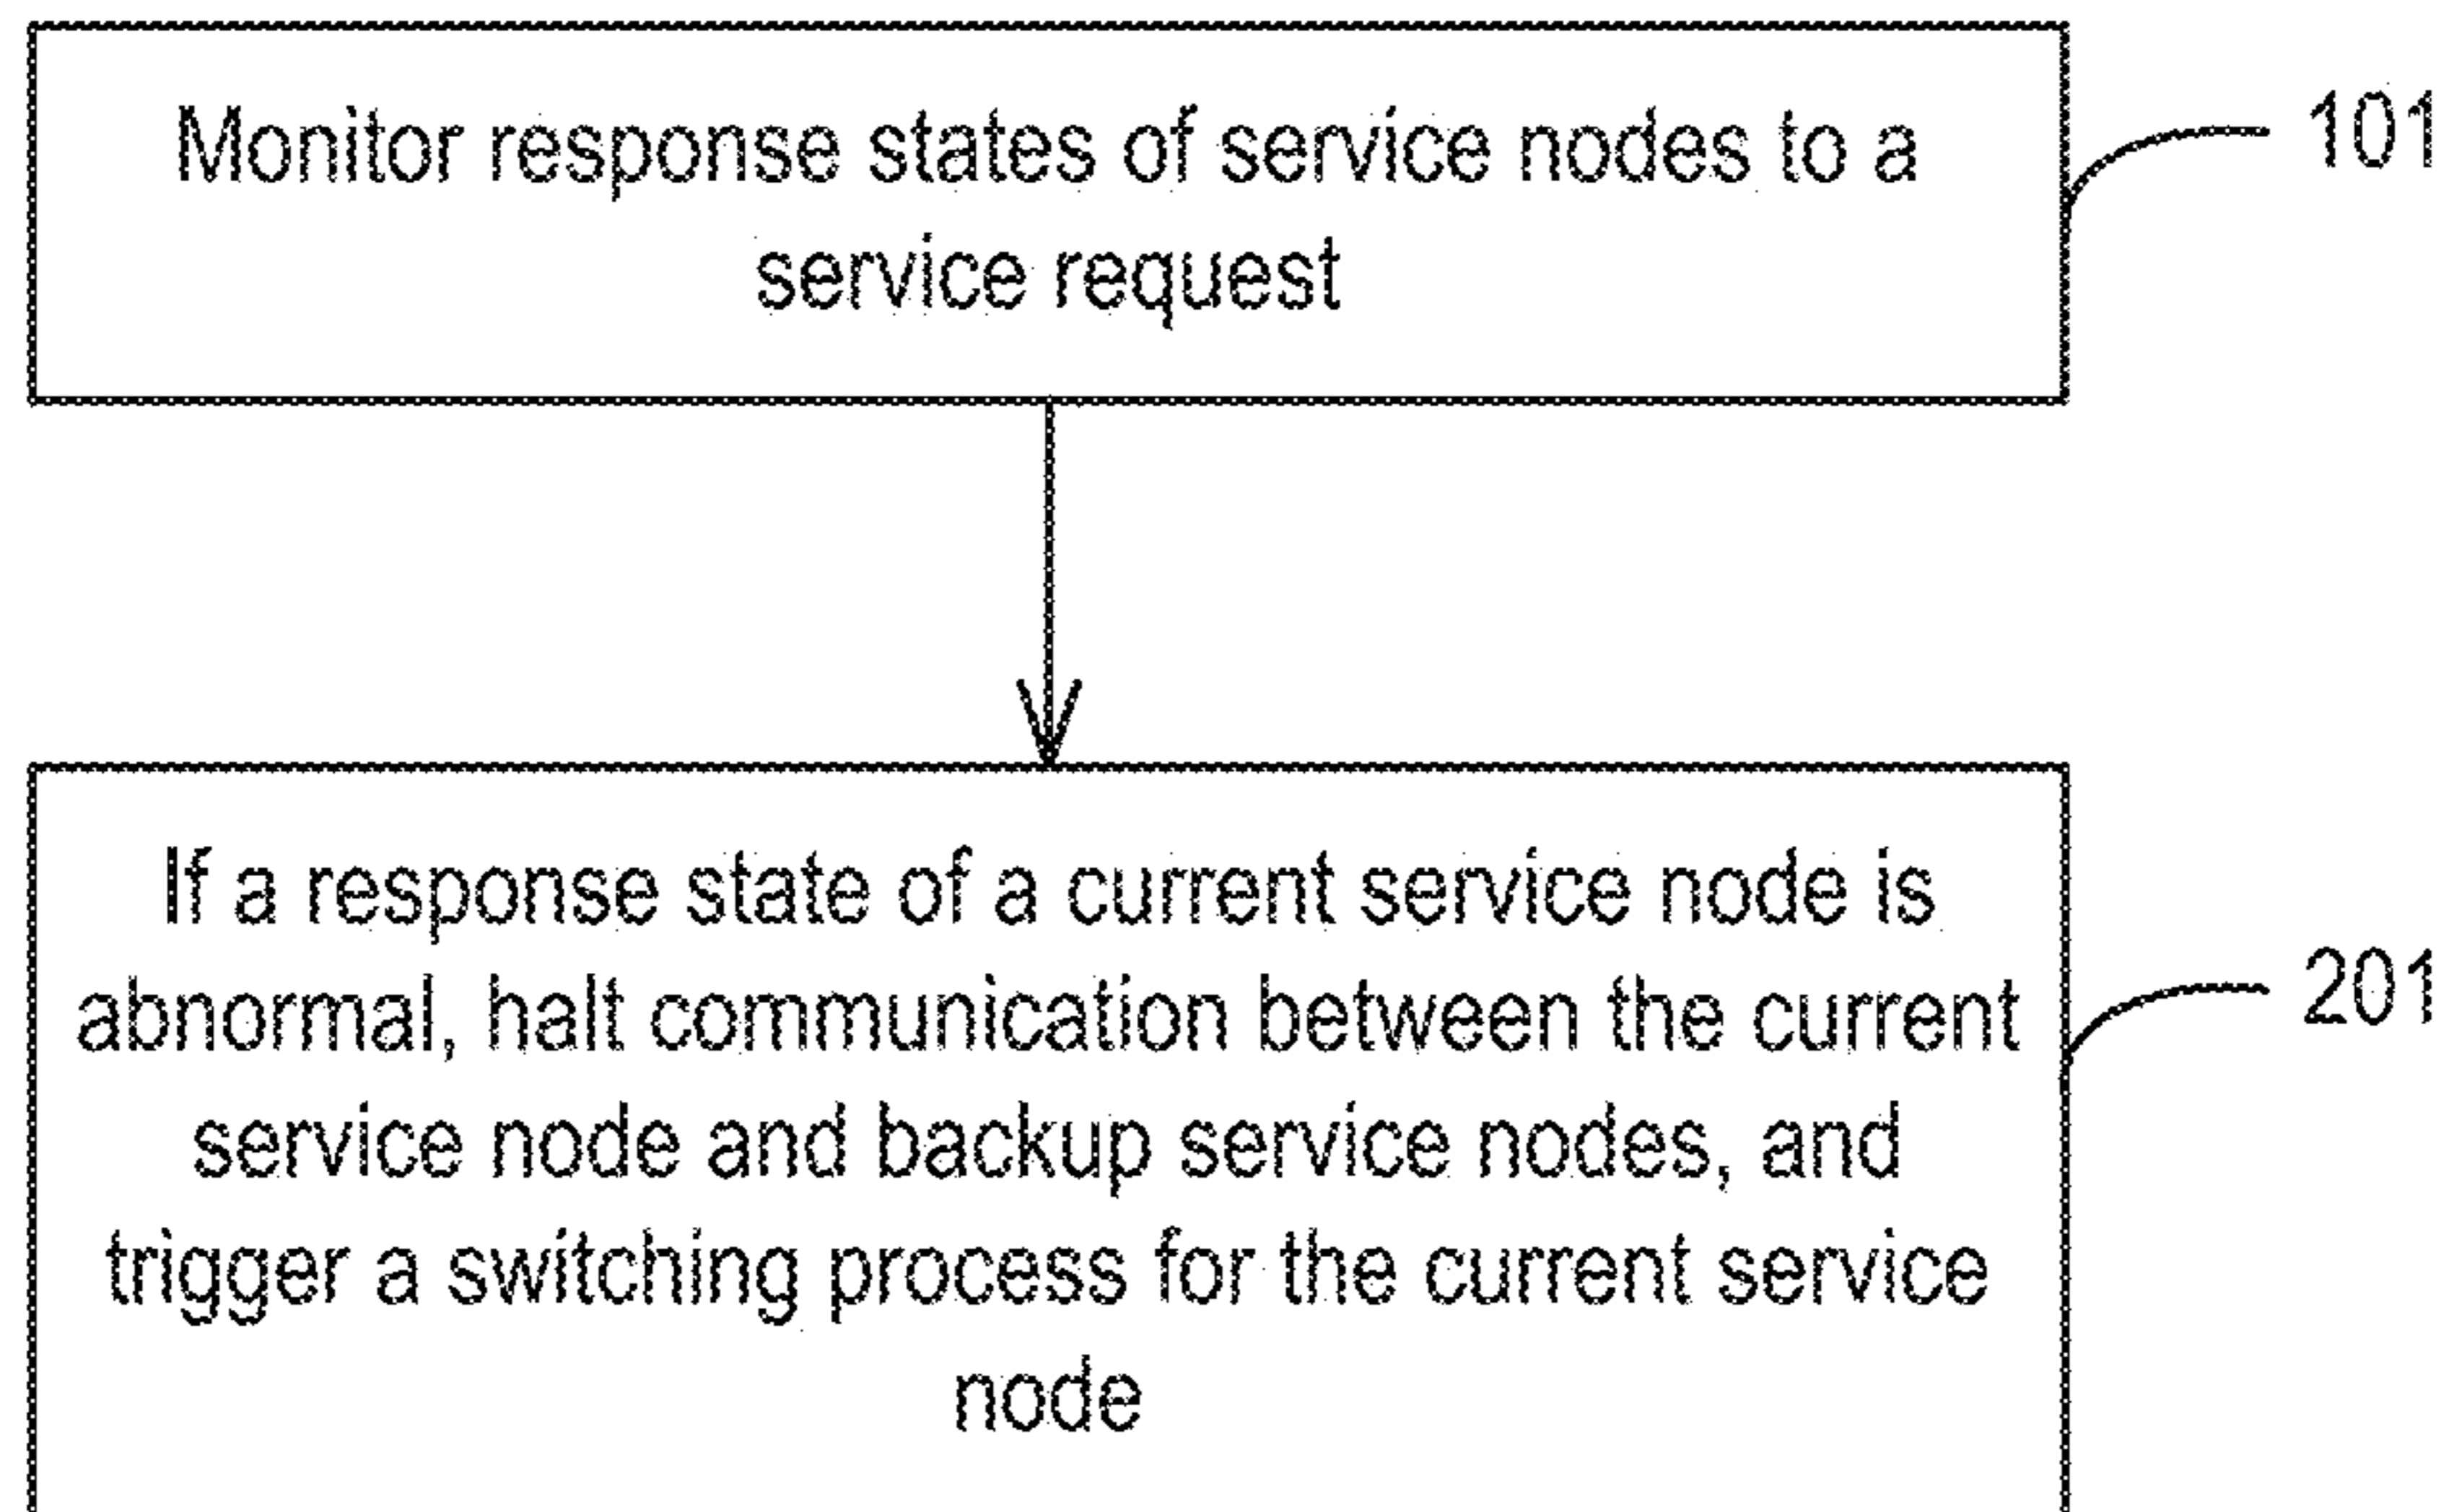 Monitor response states of service nodes to a
service request
101
If a response state of a current service node is
abnormal, halt communication between the current
service node and backup service nodes, and
trigger a switching process for the current service
node
201